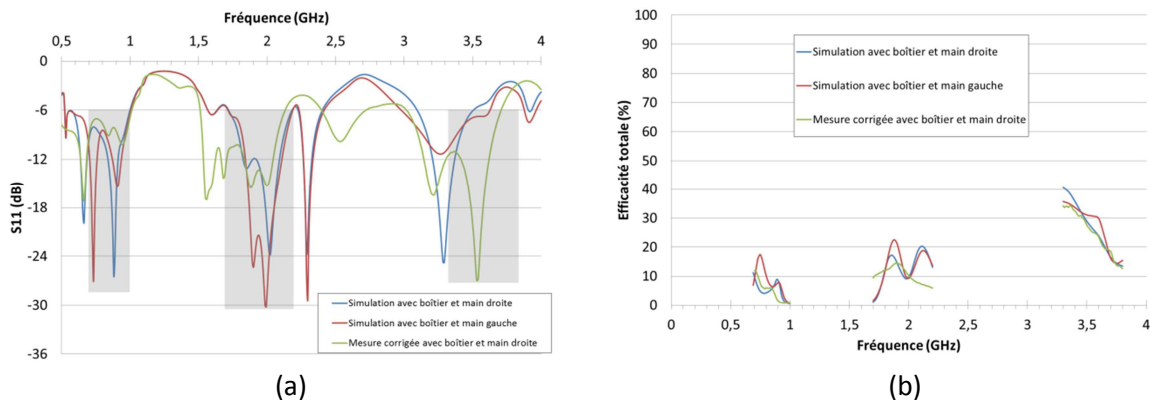 Fréquence (GHz)
0,5 1 1,5 2 2,5 3 3,5 4
0
-6
-12
-18
-24
-30
-36
S11 (dB)
Simulation avec boîtier et main droite
Simulation avec boîtier et main gauche
Mesure corrigée avec boîtier et main droite
(a)
100
90
80
70
60
50
40
30
20
10
0
Efficacité totale (%)
Simulation avec boîtier et main droite
Simulation avec boîtier et main gauche
Mesure corrigée avec boîtier et main droite
0 0,5 1 1,5 2 2,5 3 3,5 4
Fréquence (GHz)
(b)